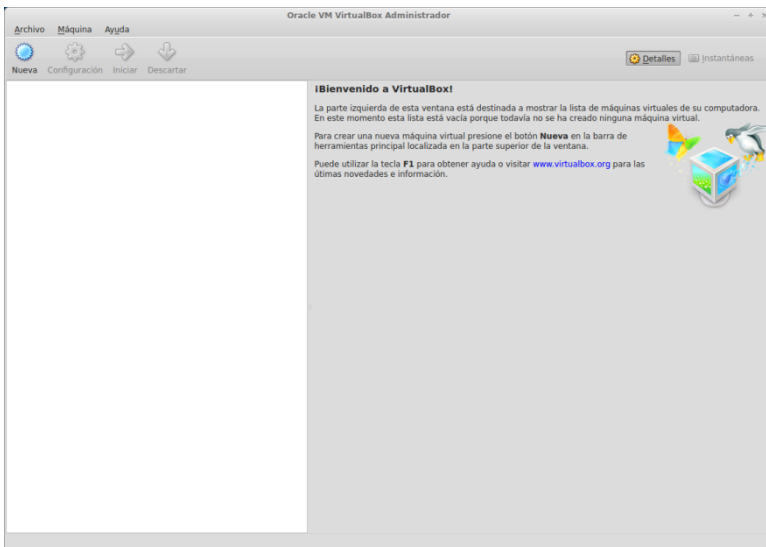 Oracle VM VirtualBox Administrador
Archivo Máquina Ayuda
Nueva Configuración Iniciar Descartar
Detalles Instantáneas
¡Bienvenido a VirtualBox!
La parte izquierda de esta ventana está destinada a mostrar la lista de máquinas virtuales de su computadora.
En este momento esta lista está vacía porque todavía no se ha creado ninguna máquina virtual.
Para crear una nueva máquina virtual presione el botón Nueva en la barra de
herramientas principal localizada en la parte superior de la ventana.
Puede utilizar la tecla F1 para obtener ayuda o visitar www.virtualbox.org para las
útimas novedades e información.